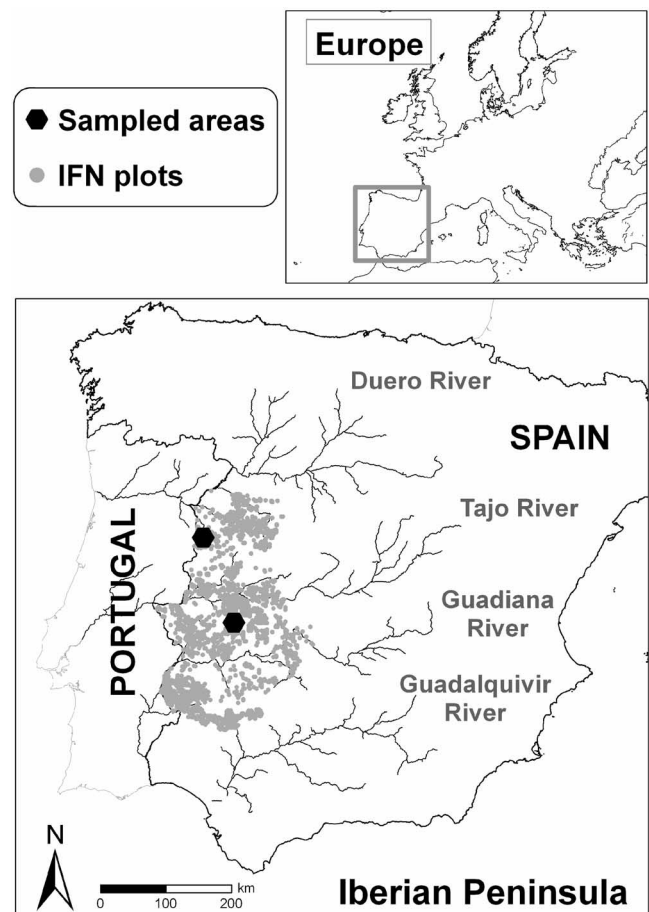 Europe
Sampled areas
IFN plots
Duero River
SPAIN
Tajo River
PORTUGAL
Guadiana
River
Guadalquivir
River
N
km
0 100 200
Iberian Peninsula